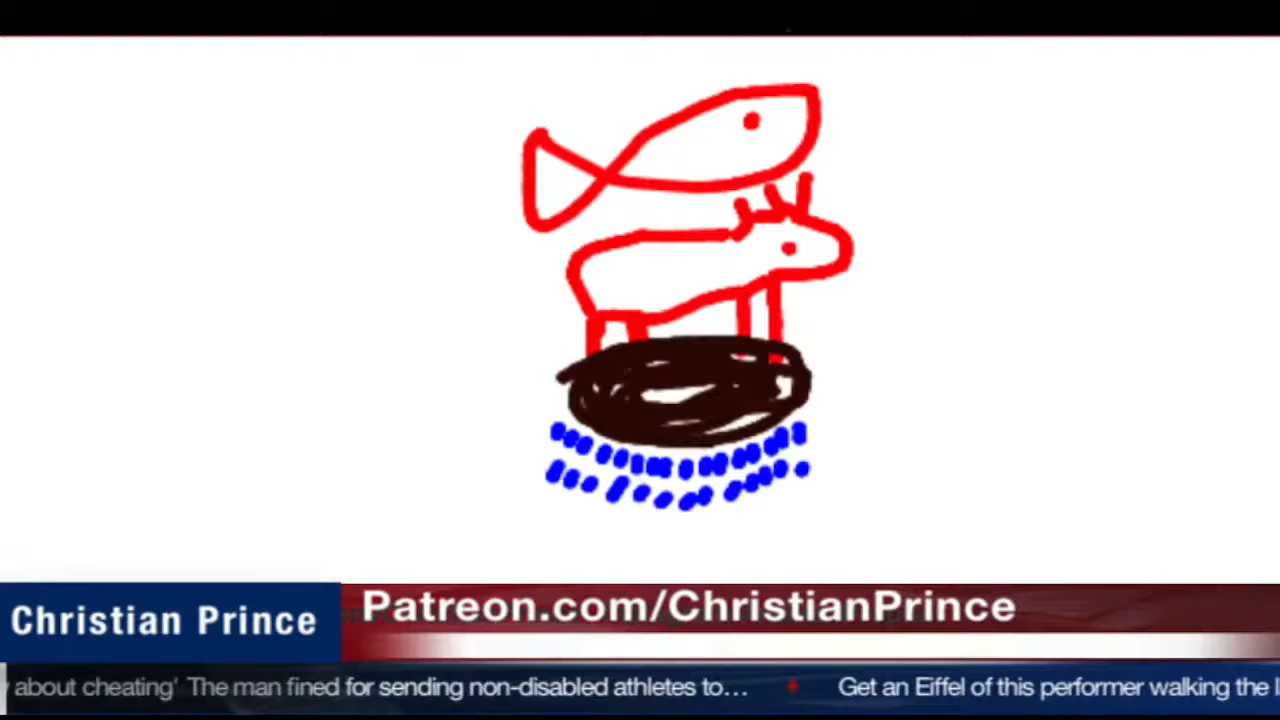 Christian Prince
Patreon.com/ChristianPrince
about cheating' The man fined for sending non-disabled athletes to... Get an Eiffel of this performer walking the